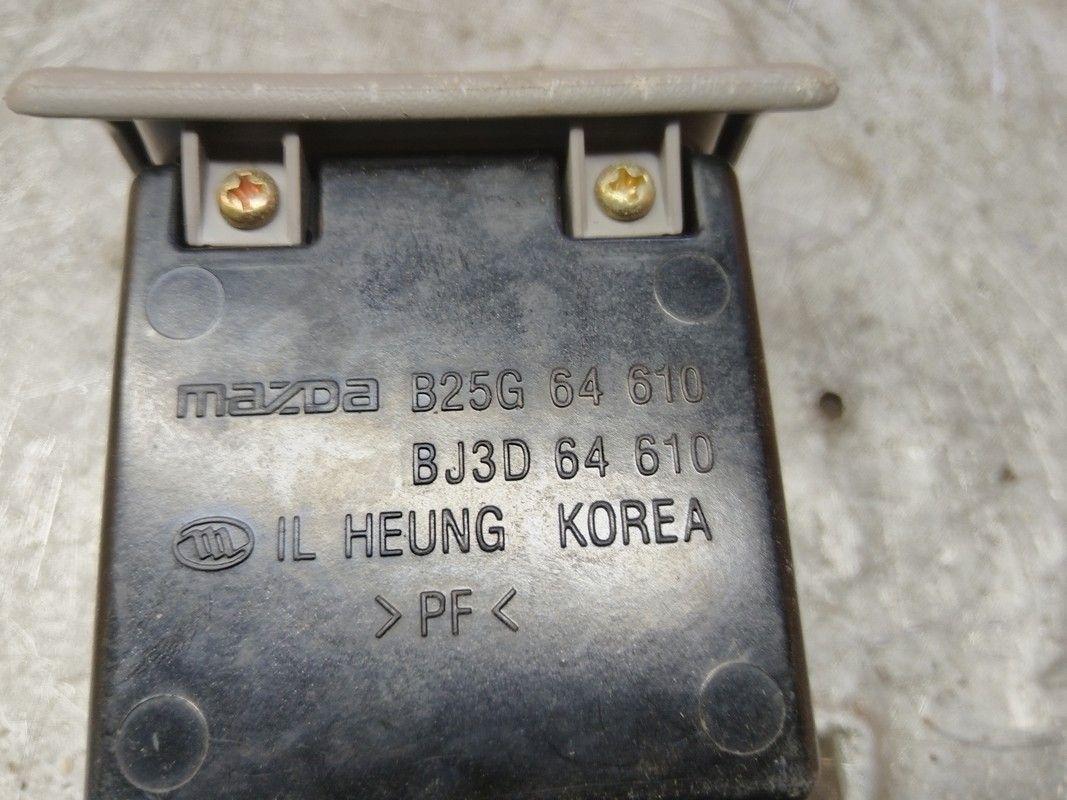 mazda B25G 64 610
BJ3D 64 610
IL HEUNG KOREA
>PF<